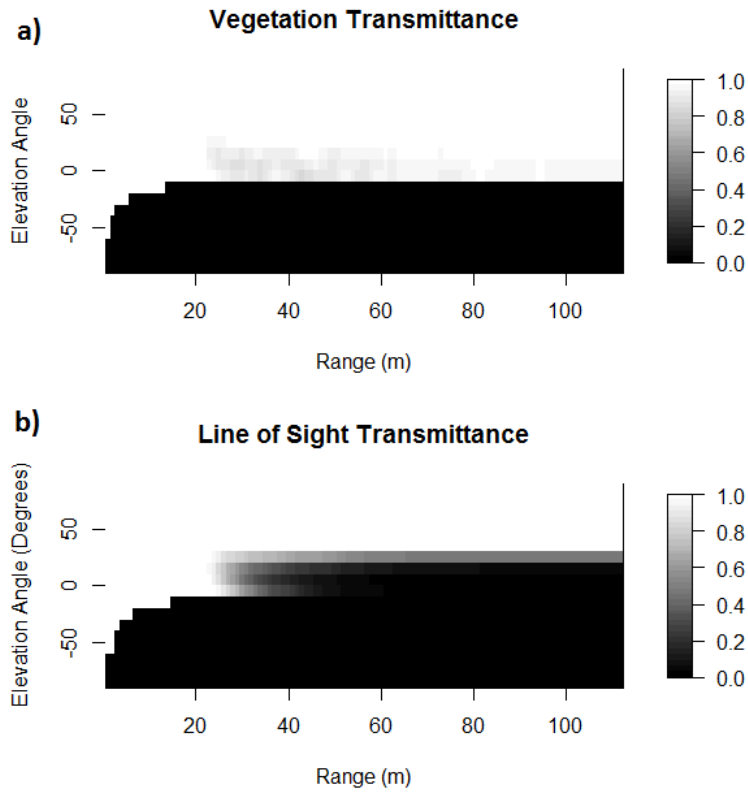 a)
Vegetation Transmittance
Elevation Angle
50
0
-50
20 40 60 80 100
Range (m)
1.0
0.8
0.6
0.4
0.2
0.0
b)
Line of Sight Transmittance
Elevation Angle (Degrees)
50
0
-50
20 40 60 80 100
Range (m)
1.0
0.8
0.6
0.4
0.2
0.0